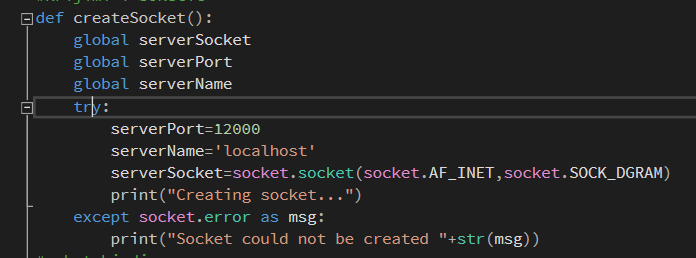 def createSocket():
global serverSocket
global serverPort
global serverName
try:
serverPort=12000
serverName='localhost'
serverSocket=socket.socket(socket.AF_INET,socket.SOCK_DGRAM)
print("Creating socket...")
except socket.error as msg:
print("Socket could not be created "+str(msg))